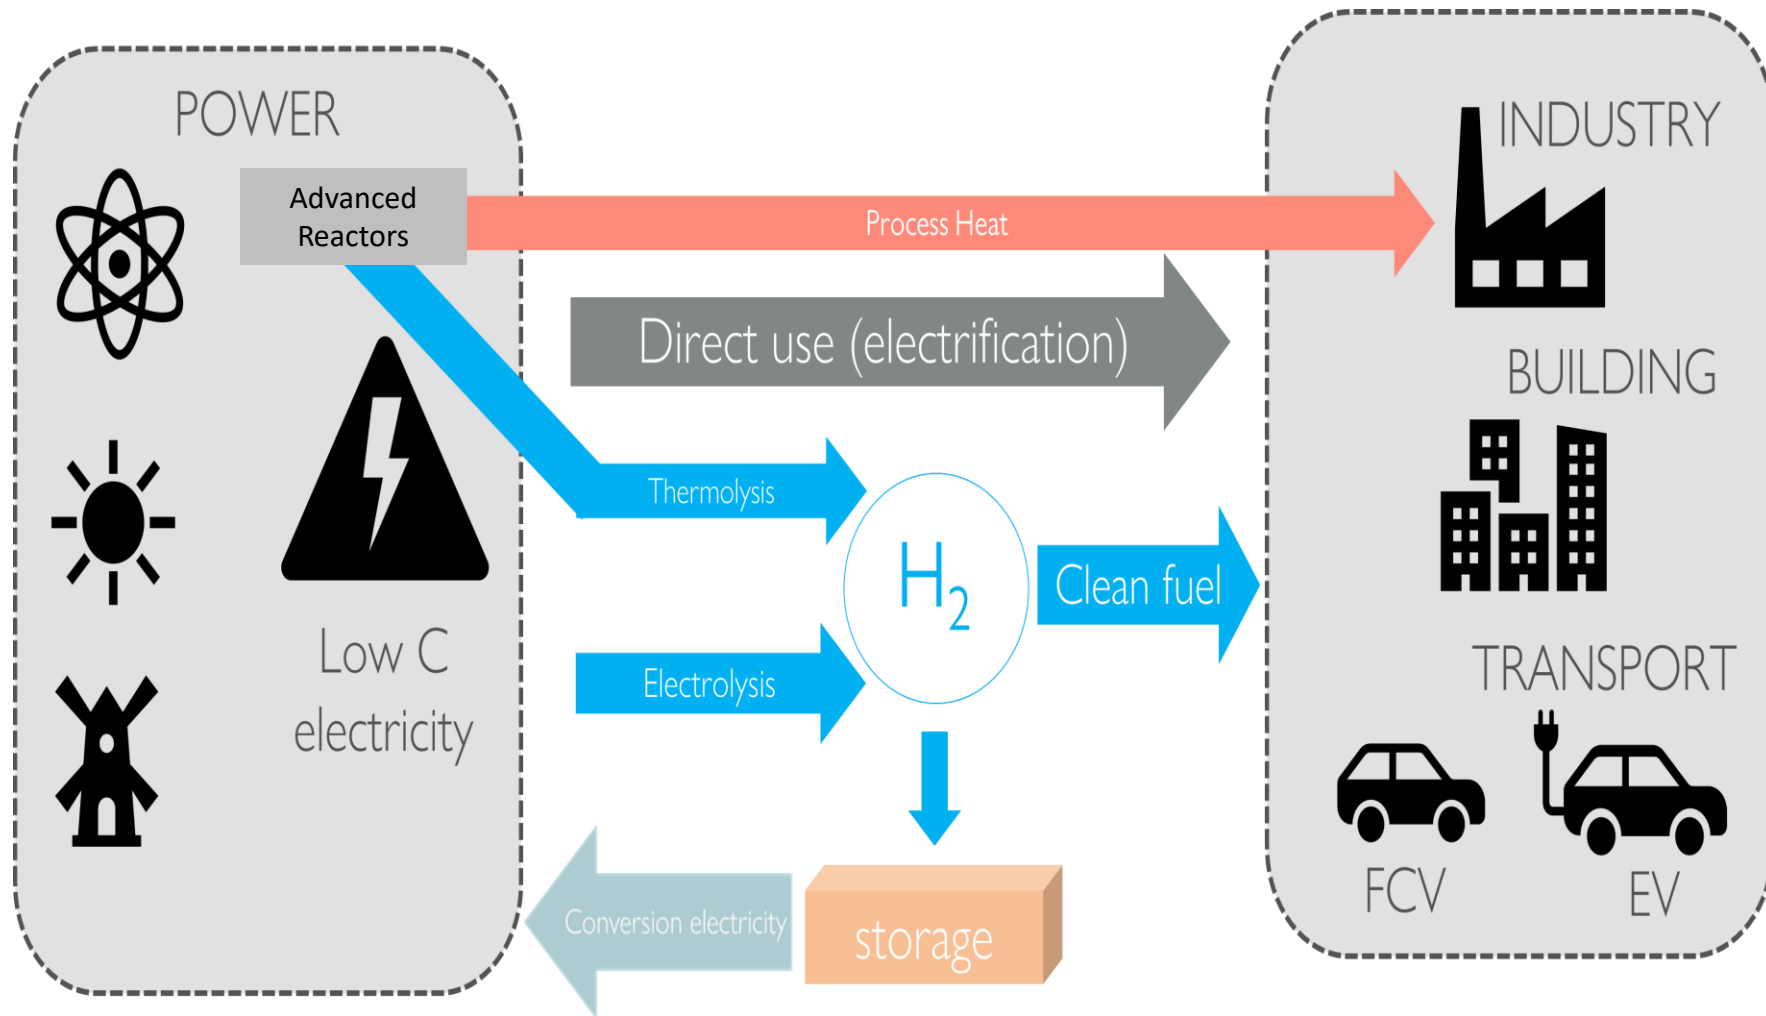 POWER
Advanced
Reactors
Low C
electricity
Process Heat
Direct use (electrification)
Thermolysis
Electrolysis
H₂
Clean fuel
storage
Conversion electricity
INDUSTRY
BUILDING
TRANSPORT
FCV
EV